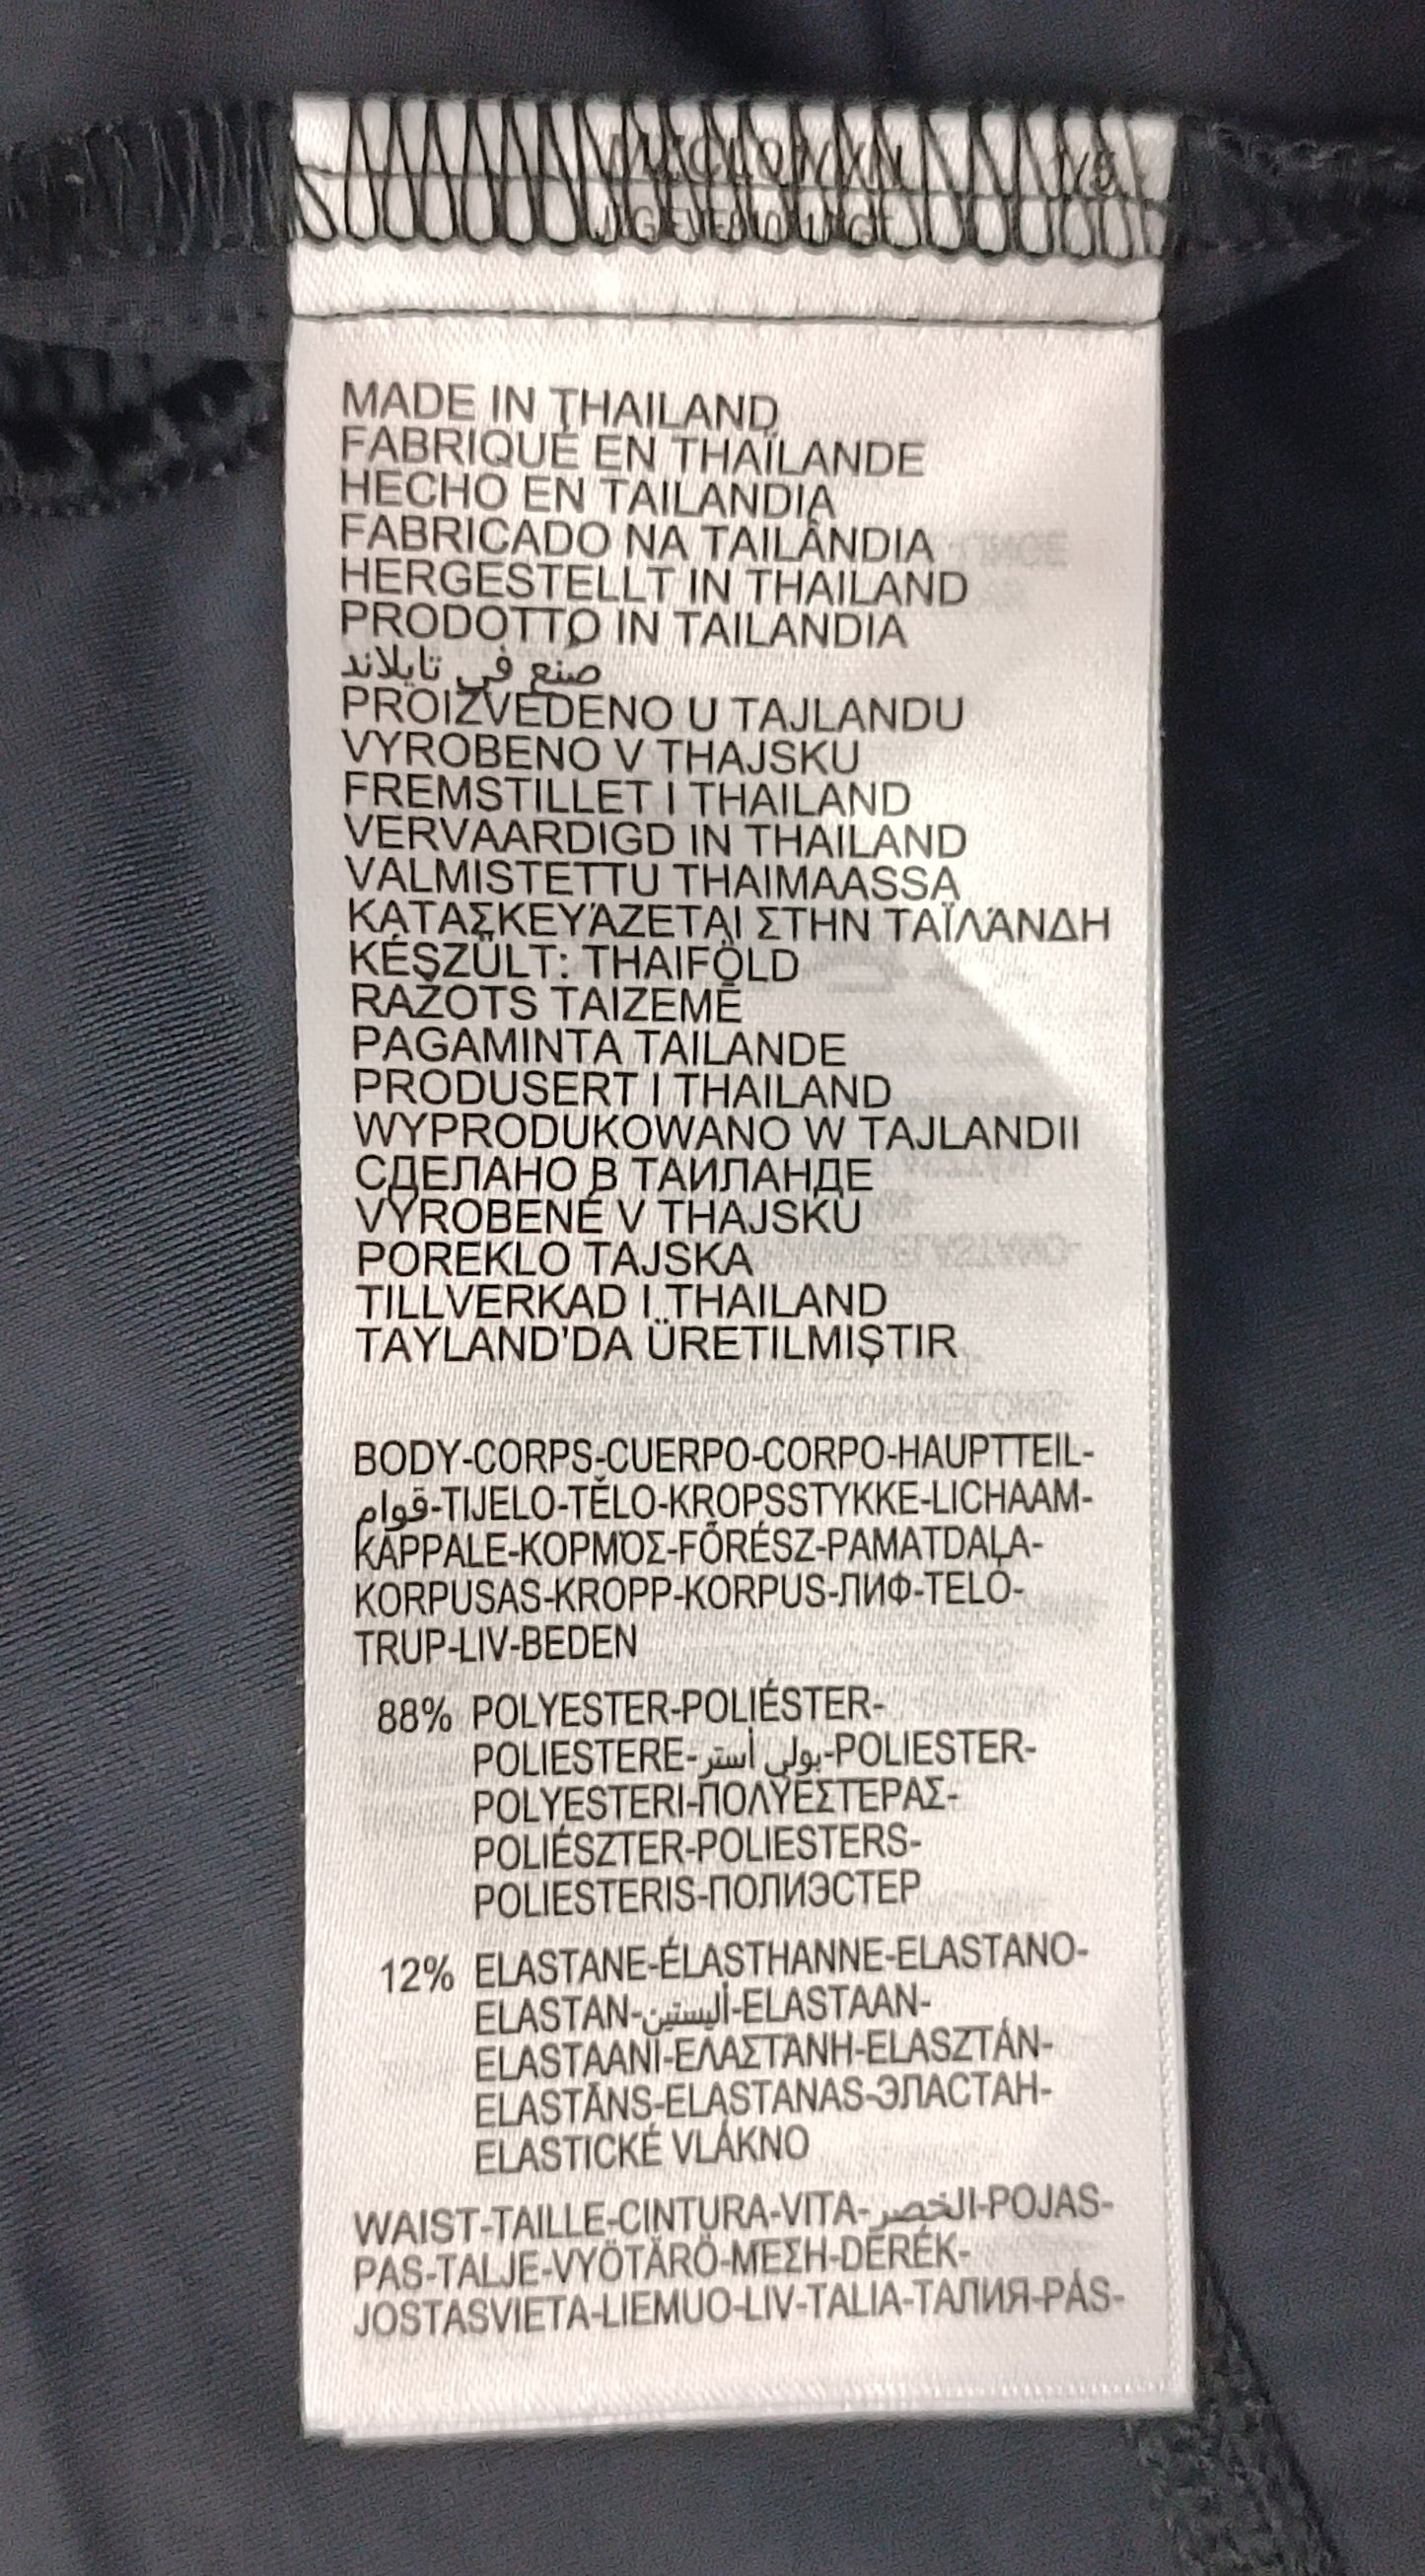 1/5
MADE IN THAILAND
FABRIQUÉ EN THAÏLANDE
HECHO EN TAILANDIA
FABRICADO NA TAILÂNDIA
HERGESTELLT IN THAILAND
PRODOTTO IN TAILANDIA
صنع في تايلاند
PROIZVEDENO U TAJLANDU
VYROBENO V THAJSKU
FREMSTILLET I THAILAND
VERVAARDIGD IN THAILAND
VALMISTETTU THAIMAASSA
ΚΑΤΑΣΚΕΥΆΖΕΤΑΙ ΣΤΗΝ ΤΑΪΛΆΝΔΗ
KÉSZÜLT: THAIFÖLD
RAŽOTS TAIZEMĒ
PAGAMINTA TAILANDE
PRODUSERT I THAILAND
WYPRODUKOWANO W TAJLANDII
СДЕЛАНО В ТАИЛАНДЕ
VYROBENÉ V THAJSKU
POREKLO TAJSKA
TILLVERKAD I THAILAND
TAYLAND'DA ÜRETILMIŞTIR
BODY-CORPS-CUERPO-CORPO-HAUPTTEIL-
قوام-TIJELO-TĚLO-KROPSSTYKKE-LICHAAM-
KAPPALE-ΚΟΡΜΌΣ-FŐRÉSZ-PAMATDAĻA-
KORPUSAS-KROPP-KORPUS-ЛИФ-TELO-
TRUP-LIV-BEDEN
88% POLYESTER-POLIÉSTER-
POLIESTERE-بولي أستر-POLIESTER-
POLYESTERI-ΠΟΛΥΕΣΤΕΡΑΣ-
POLIÉSZTER-POLIESTERS-
POLIESTERIS-ПОЛИЭСТЕР
12% ELASTANE-ÉLASTHANNE-ELASTANO-
ELASTAN-أليستين-ELASTAAN-
ELASTAANI-ΕΛΑΣΤΆΝΗ-ELASZTÁN-
ELASTĀNS-ELASTANAS-ЭЛАСТАН-
ELASTICKÉ VLÁKNO
WAIST-TAILLE-CINTURA-VITA-الخصر-POJAS-
PAS-TALJE-VYÖTÄRÖ-ΜΕΣΗ-DERÉK-
JOSTASVIETA-LIEMUO-LIV-TALIA-ТАЛИЯ-PÁS-